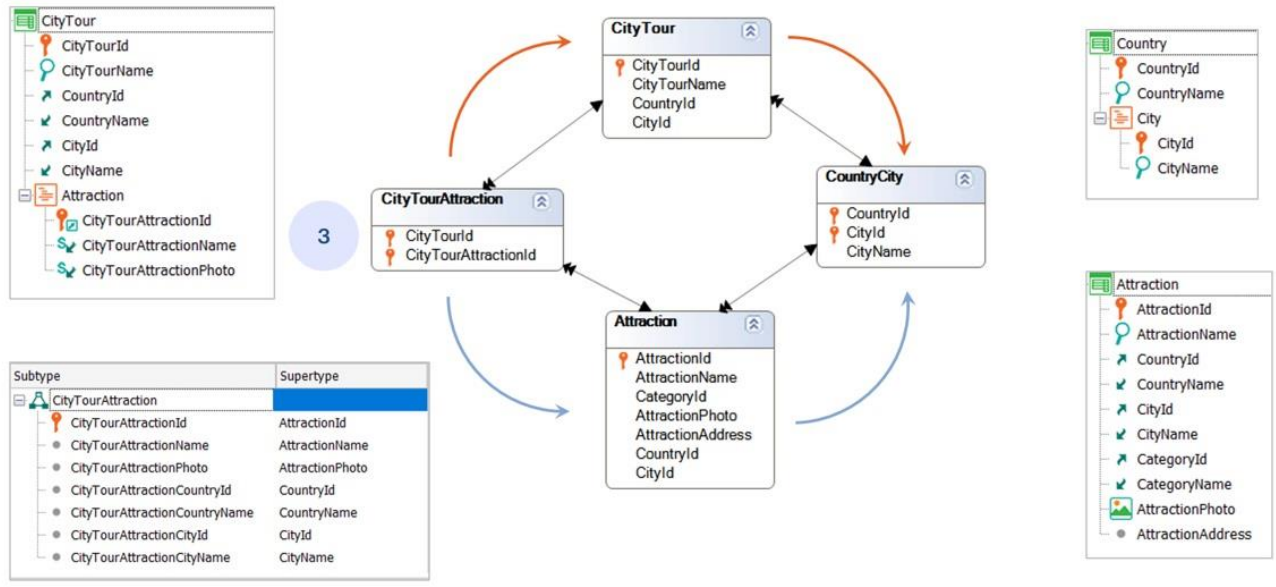 CityTour
CityTourId
CityTourName
CountryId
CountryName
CityId
CityName
Attraction
CityTourAttractionId
CityTourAttractionName
CityTourAttractionPhoto
CityTour
CityTourId
CityTourName
CountryId
CityId
CityTourAttraction
CityTourId
CityTourAttractionId
3
CountryCity
CountryId
CityId
CityName
Attraction
AttractionId
AttractionName
CategoryId
AttractionPhoto
AttractionAddress
CountryId
CityId
Country
CountryId
CountryName
City
CityId
CityName
Attraction
AttractionId
AttractionName
CountryId
CountryName
CityId
CityName
CategoryId
CategoryName
AttractionPhoto
AttractionAddress
Subtype Supertype
CityTourAttraction
CityTourAttractionId AttractionId
CityTourAttractionName AttractionName
CityTourAttractionPhoto AttractionPhoto
CityTourAttractionCountryId CountryId
CityTourAttractionCountryName CountryName
CityTourAttractionCityId CityId
CityTourAttractionCityName CityName